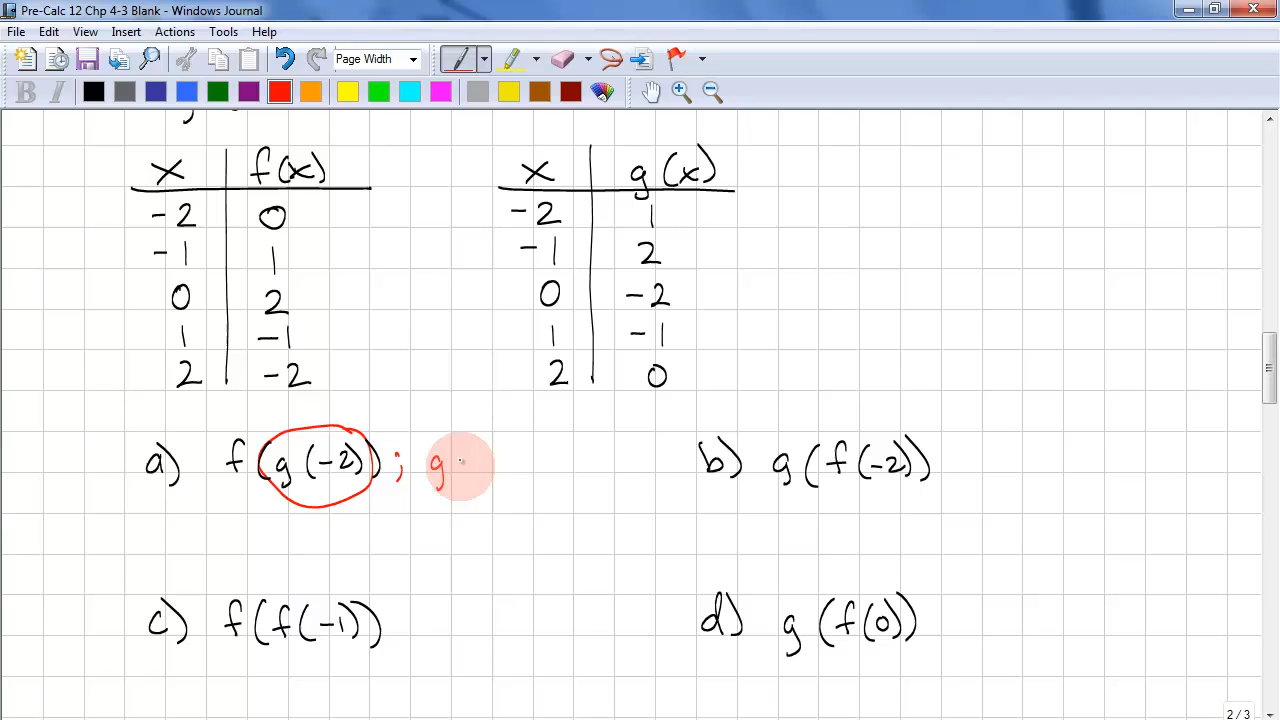 Pre-Calc 12 Chp 4-3 Blank - Windows Journal
File Edit View Insert Actions Tools Help
Page Width
B I
x f(x) x g(x)
-2 0 -2 1
-1 1 -1 2
0 2 0 -2
1 -1 1 -1
2 -2 2 0
a) f(g(-2)) ; g b) g(f(-2))
c) f(f(-1)) d) g(f(0))
2 / 3